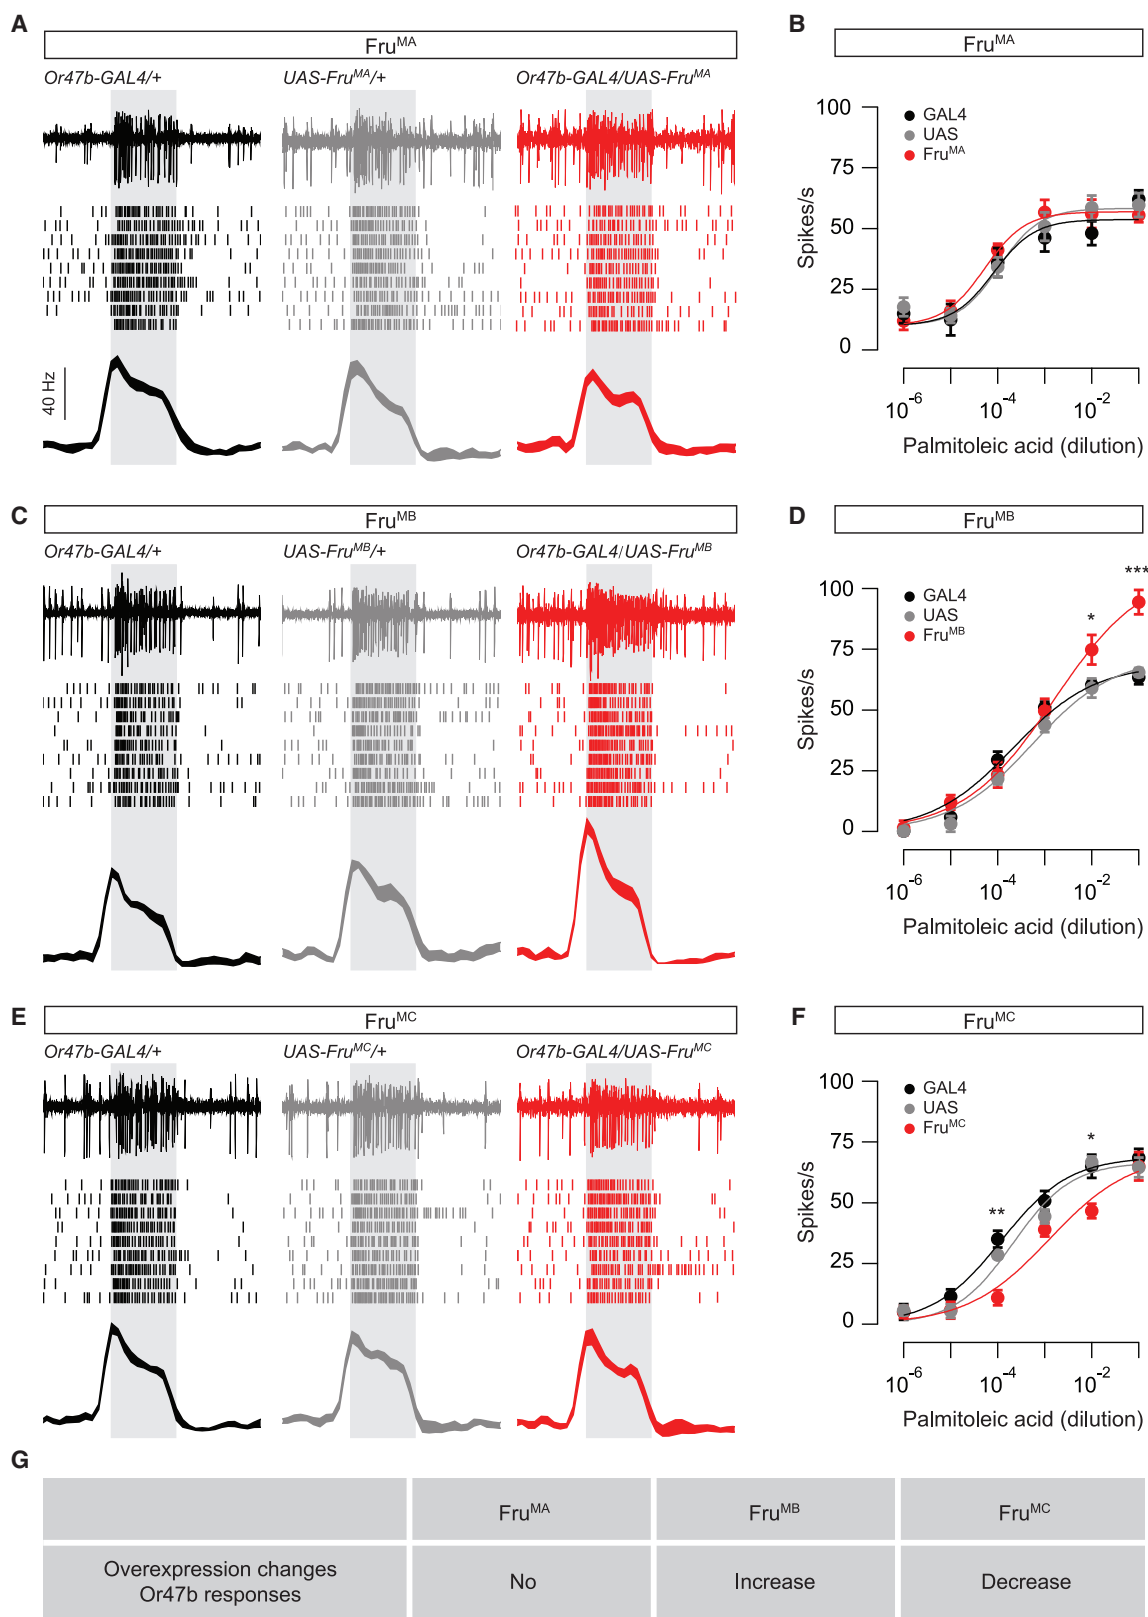 A
Fru^MA
Or47b-GAL4/+ UAS-Fru^MA/+ Or47b-GAL4/UAS-Fru^MA
40 Hz
B
Fru^MA
GAL4
UAS
Fru^MA
100
75
50
25
0
Spikes/s
10^-6 10^-4 10^-2
Palmitoleic acid (dilution)
C
Fru^MB
Or47b-GAL4/+ UAS-Fru^MB/+ Or47b-GAL4/UAS-Fru^MB
D
Fru^MB
GAL4
UAS
Fru^MB
* ***
100
75
50
25
0
Spikes/s
10^-6 10^-4 10^-2
Palmitoleic acid (dilution)
E
Fru^MC
Or47b-GAL4/+ UAS-Fru^MC/+ Or47b-GAL4/UAS-Fru^MC
F
Fru^MC
GAL4
UAS
Fru^MC
** *
100
75
50
25
0
Spikes/s
10^-6 10^-4 10^-2
Palmitoleic acid (dilution)
G
Fru^MA Fru^MB Fru^MC
Overexpression changes
Or47b responses
No Increase Decrease